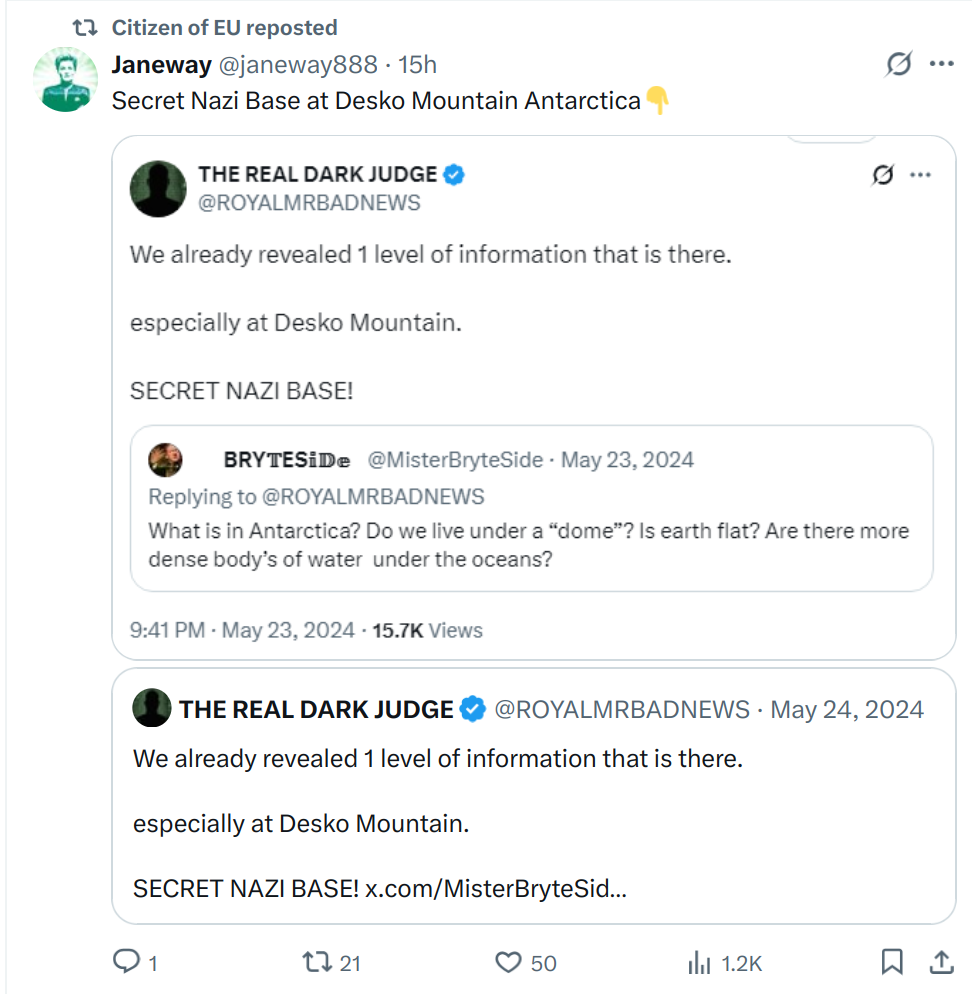 Citizen of EU reposted
Janeway @janeway888 · 15h
Secret Nazi Base at Desko Mountain Antarctica👇
THE REAL DARK JUDGE
@ROYALMRBADNEWS
We already revealed 1 level of information that is there.
especially at Desko Mountain.
SECRET NAZI BASE!
BRY𝕋ESi𝔻e @MisterBryteSide · May 23, 2024
Replying to @ROYALMRBADNEWS
What is in Antarctica? Do we live under a “dome”? Is earth flat? Are there more
dense body’s of water under the oceans?
9:41 PM · May 23, 2024 · 15.7K Views
THE REAL DARK JUDGE @ROYALMRBADNEWS · May 24, 2024
We already revealed 1 level of information that is there.
especially at Desko Mountain.
SECRET NAZI BASE! x.com/MisterBryteSid...
1 21 50 1.2K